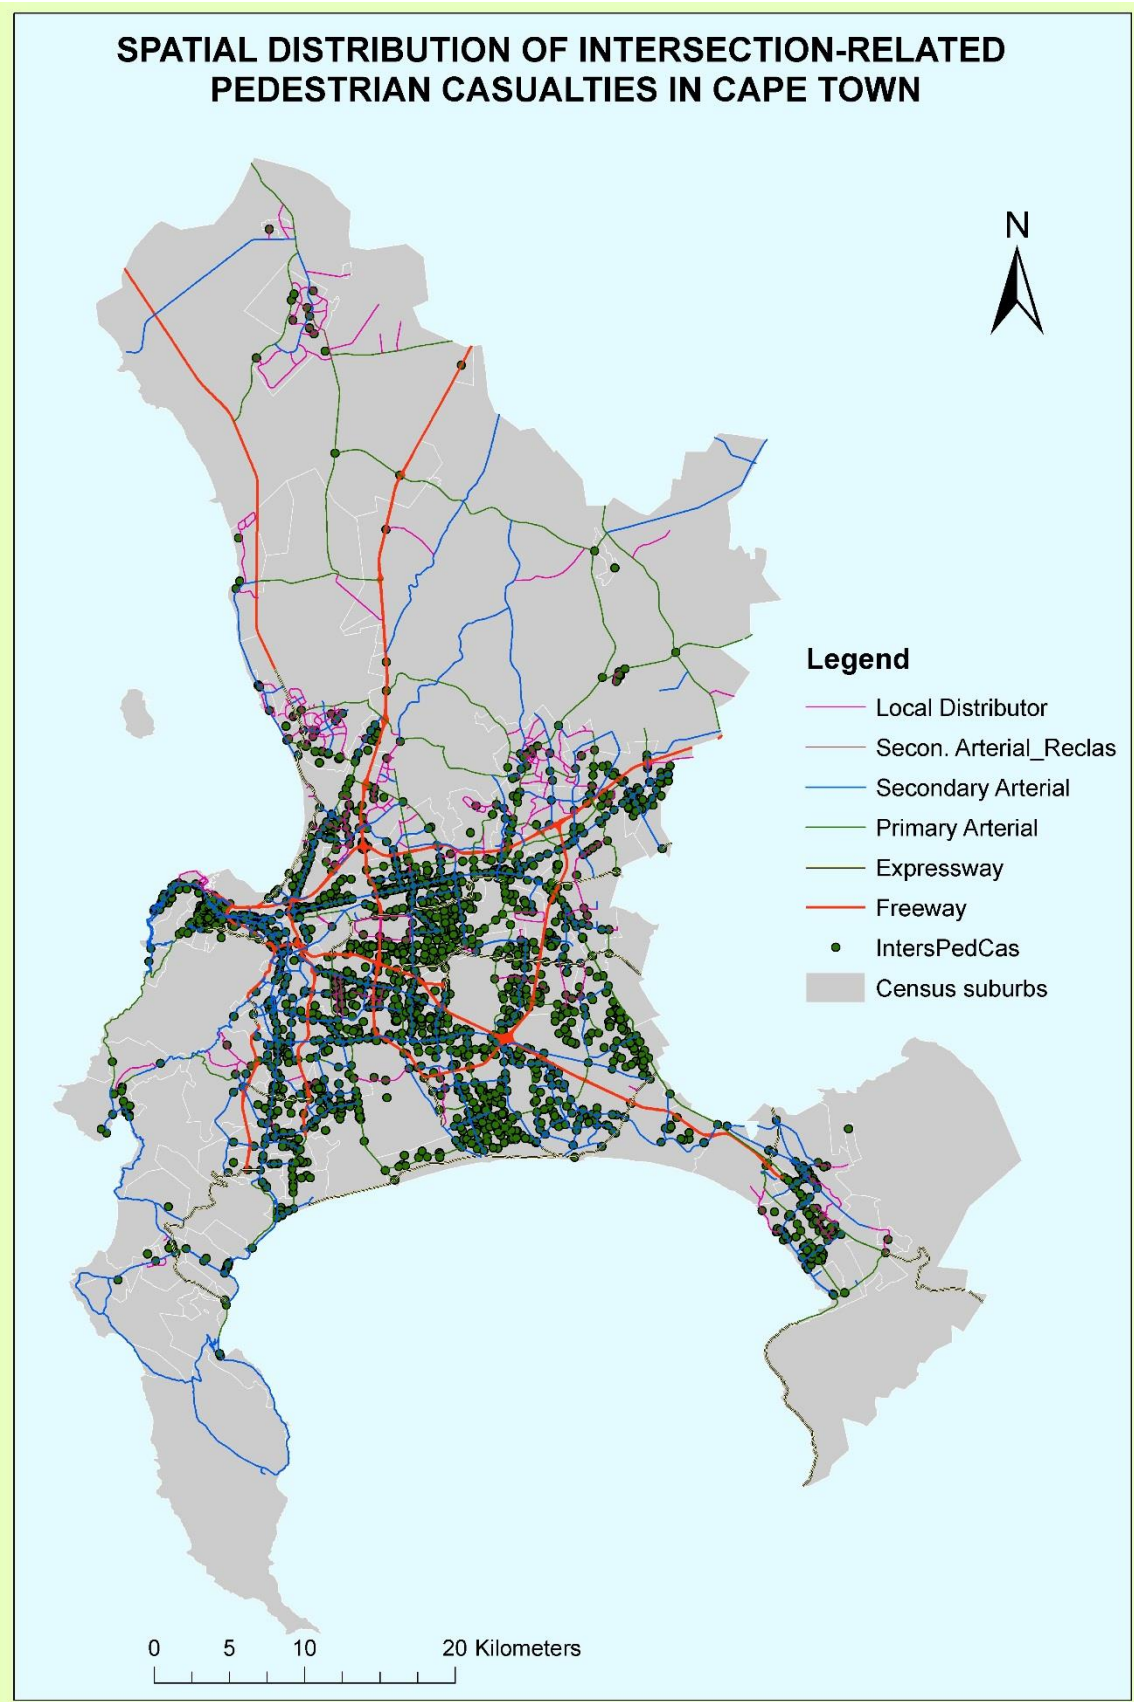 SPATIAL DISTRIBUTION OF INTERSECTION-RELATED
PEDESTRIAN CASUALTIES IN CAPE TOWN
N
Legend
Local Distributor
Secon. Arterial_Reclas
Secondary Arterial
Primary Arterial
Expressway
Freeway
IntersPedCas
Census suburbs
0 5 10 20 Kilometers